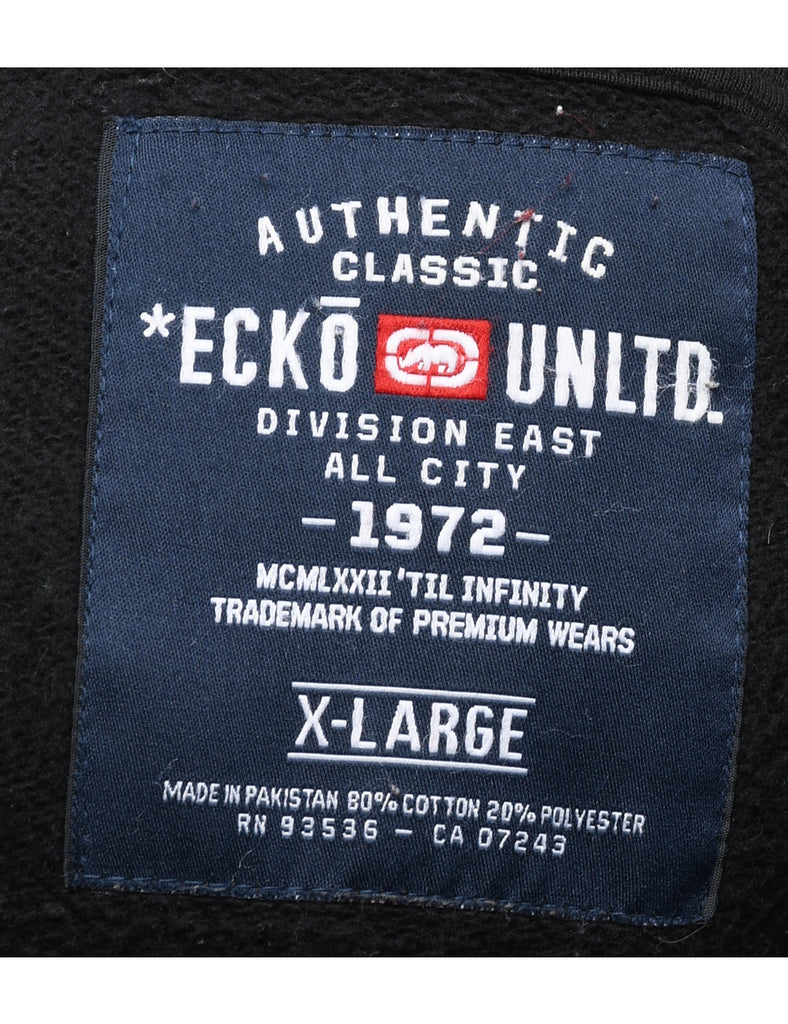 AUTHENTIC
CLASSIC
*ECKŌ UNLTD.
DIVISION EAST
ALL CITY
-1972-
MCMLXXII 'TIL INFINITY
TRADEMARK OF PREMIUM WEARS
X-LARGE
MADE IN PAKISTAN 80% COTTON 20% POLYESTER
RN 93536 - CA 07243